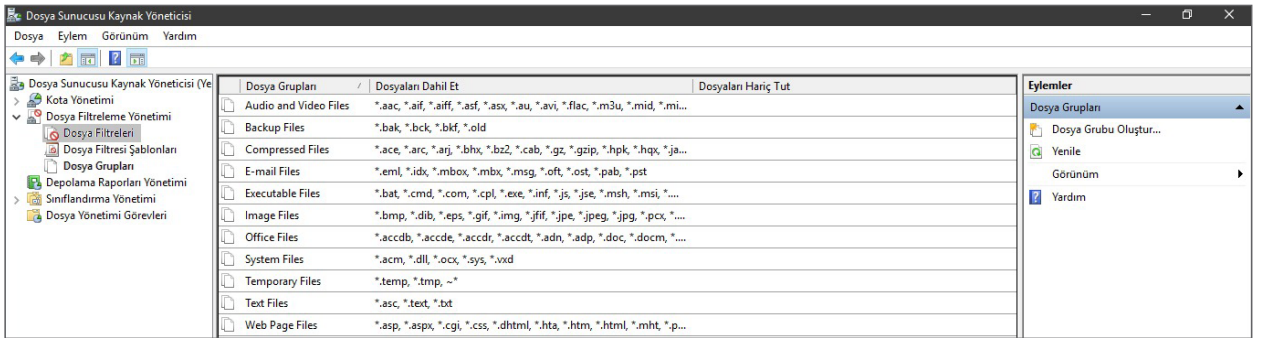 Dosya Sunucusu Kaynak Yöneticisi
Dosya Eylem Görünüm Yardım
Dosya Sunucusu Kaynak Yöneticisi (Ye
Kota Yönetimi
Dosya Filtreleme Yönetimi
Dosya Filtreleri
Dosya Filtresi Şablonları
Dosya Grupları
Depolama Raporları Yönetimi
Sınıflandırma Yönetimi
Dosya Yönetimi Görevleri
Dosya Grupları Dosyaları Dahil Et Dosyaları Hariç Tut
Audio and Video Files *.aac, *.aif, *.aiff, *.asf, *.asx, *.au, *.avi, *.flac, *.m3u, *.mid, *.mi...
Backup Files *.bak, *.bck, *.bkf, *.old
Compressed Files *.ace, *.arc, *.arj, *.bhx, *.bz2, *.cab, *.gz, *.gzip, *.hpk, *.hqx, *.ja...
E-mail Files *.eml, *.idx, *.mbox, *.mbx, *.msg, *.oft, *.ost, *.pab, *.pst
Executable Files *.bat, *.cmd, *.com, *.cpl, *.exe, *.inf, *.js, *.jse, *.msh, *.msi, *....
Image Files *.bmp, *.dib, *.eps, *.gif, *.img, *.jfif, *.jpe, *.jpeg, *.jpg, *.pcx, *....
Office Files *.accdb, *.accde, *.accdr, *.accdt, *.adn, *.adp, *.doc, *.docm, *....
System Files *.acm, *.dll, *.ocx, *.sys, *.vxd
Temporary Files *.temp, *.tmp, ~*
Text Files *.asc, *.text, *.txt
Web Page Files *.asp, *.aspx, *.cgi, *.css, *.dhtml, *.hta, *.htm, *.html, *.mht, *.p...
Eylemler
Dosya Grupları
Dosya Grubu Oluştur...
Yenile
Görünüm
Yardım